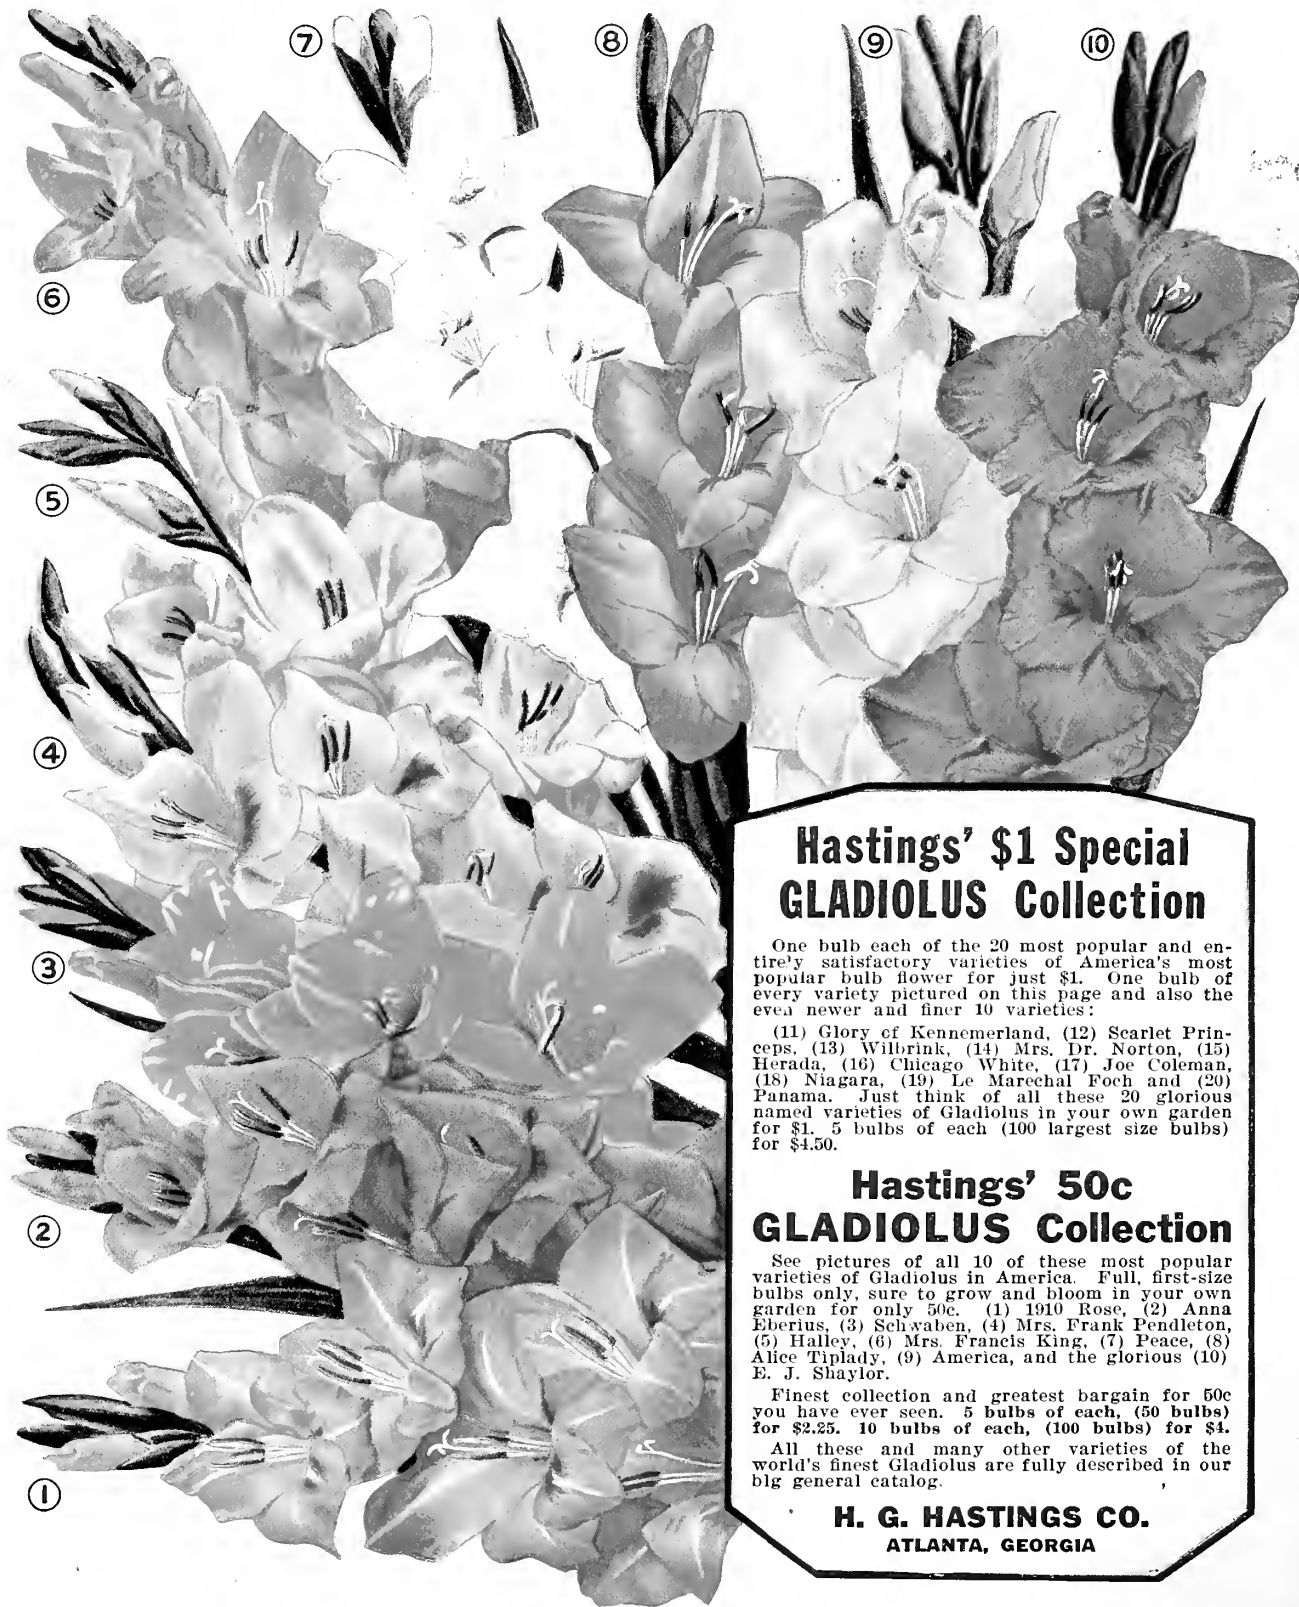 ⑦
⑧
⑨
⑩
⑥
⑤
④
③
②
①
Hastings' $1 Special
GLADIOLUS Collection
One bulb each of the 20 most popular and en-
tirely satisfactory varieties of America's most
popular bulb flower for just $1. One bulb of
every variety pictured on this page and also the
even newer and finer 10 varieties:
(11) Glory of Kennemerland, (12) Scarlet Prin-
ceps, (13) Wilbrink, (14) Mrs. Dr. Norton, (15)
Herada, (16) Chicago White, (17) Joe Coleman,
(18) Niagara, (19) Le Marechal Foch and (20)
Panama. Just think of all these 20 glorious
named varieties of Gladiolus in your own garden
for $1. 5 bulbs of each (100 largest size bulbs)
for $4.50.
Hastings' 50c
GLADIOLUS Collection
See pictures of all 10 of these most popular
varieties of Gladiolus in America. Full, first-size
bulbs only, sure to grow and bloom in your own
garden for only 50c. (1) 1910 Rose, (2) Anna
Eberius, (3) Schwaben, (4) Mrs. Frank Pendleton,
(5) Halley, (6) Mrs. Francis King, (7) Peace, (8)
Alice Tiplady, (9) America, and the glorious (10)
E. J. Shaylor.
Finest collection and greatest bargain for 50c
you have ever seen. 5 bulbs of each, (50 bulbs)
for $2.25. 10 bulbs of each, (100 bulbs) for $4.
All these and many other varieties of the
world's finest Gladiolus are fully described in our
big general catalog.
H. G. HASTINGS CO.
ATLANTA, GEORGIA